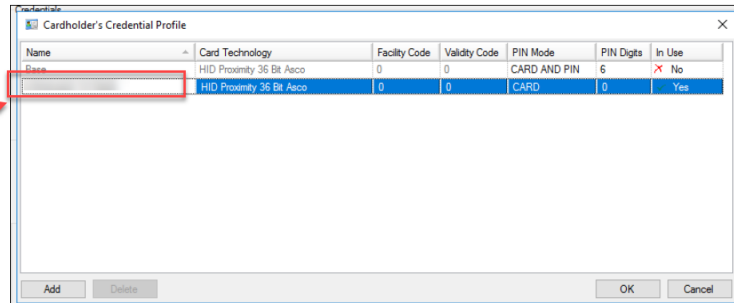 Credentials
Cardholder's Credential Profile
Name Card Technology Facility Code Validity Code PIN Mode PIN Digits In Use
Base HID Proximity 36 Bit Asco 0 0 CARD AND PIN 6 No
HID Proximity 36 Bit Asco 0 0 CARD 0 Yes
Add Delete OK Cancel